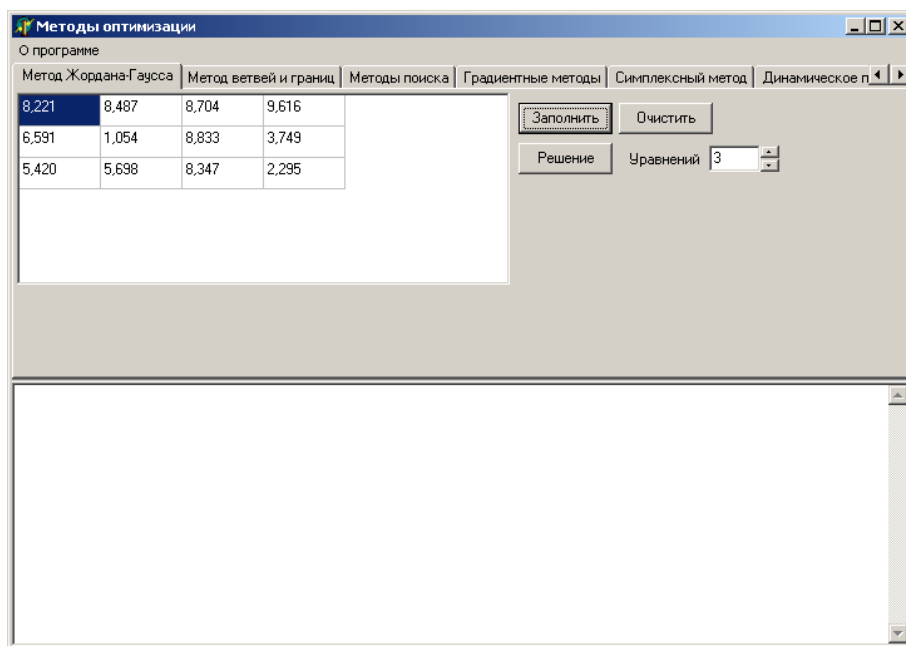 Методы оптимизации
О программе
Метод Жордана-Гаусса Метод ветвей и границ Методы поиска Градиентные методы Симплексный метод Динамическое п
8,221 8,487 8,704 9,616
6,591 1,054 8,833 3,749
5,420 5,698 8,347 2,295
Заполнить Очистить
Решение Уравнений 3